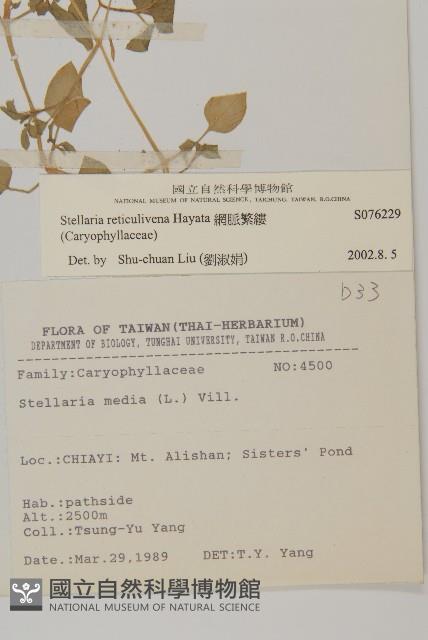 國立自然科學博物館
NATIONAL MUSEUM OF NATURAL SCIENCE, TAICHUNG, TAIWAN, R.O.CHINA
Stellaria reticulivena Hayata 網脈繁縷 S076229
(Caryophyllaceae)
Det. by Shu-chuan Liu (劉淑娟) 2002.8.5
D33
FLORA OF TAIWAN(THAI-HERBARIUM)
DEPARTMENT OF BIOLOGY, TUNGHAI UNIVERSITY, TAIWAN R.O.CHINA
Family:Caryophyllaceae NO:4500
Stellaria media (L.) Vill.
Loc.:CHIAYI: Mt. Alishan; Sisters' Pond
Hab.:pathside
Alt.:2500m
Coll.:Tsung-Yu Yang
Date.:Mar.29,1989 DET:T.Y. Yang
國立自然科學博物館
NATIONAL MUSEUM OF NATURAL SCIENCE